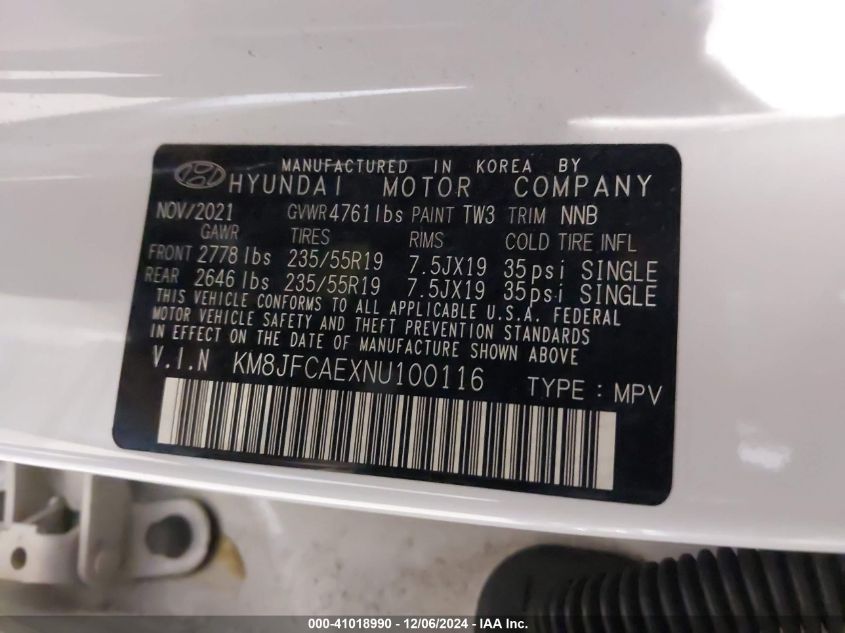 MANUFACTURED IN KOREA BY
HYUNDAI MOTOR COMPANY
NOV/2021 GVWR 4761 lbs PAINT TW3 TRIM NNB
GAWR TIRES RIMS COLD TIRE INFL
FRONT 2778 lbs 235/55R19 7.5JX19 35psi SINGLE
REAR 2646 lbs 235/55R19 7.5JX19 35psi SINGLE
THIS VEHICLE CONFORMS TO ALL APPLICABLE U.S.A. FEDERAL
MOTOR VEHICLE SAFETY AND THEFT PREVENTION STANDARDS
IN EFFECT ON THE DATE OF MANUFACTURE SHOWN ABOVE
V.I.N KM8JFCAEXNU100116 TYPE : MPV
000-41018990 - 12/06/2024 - IAA Inc.